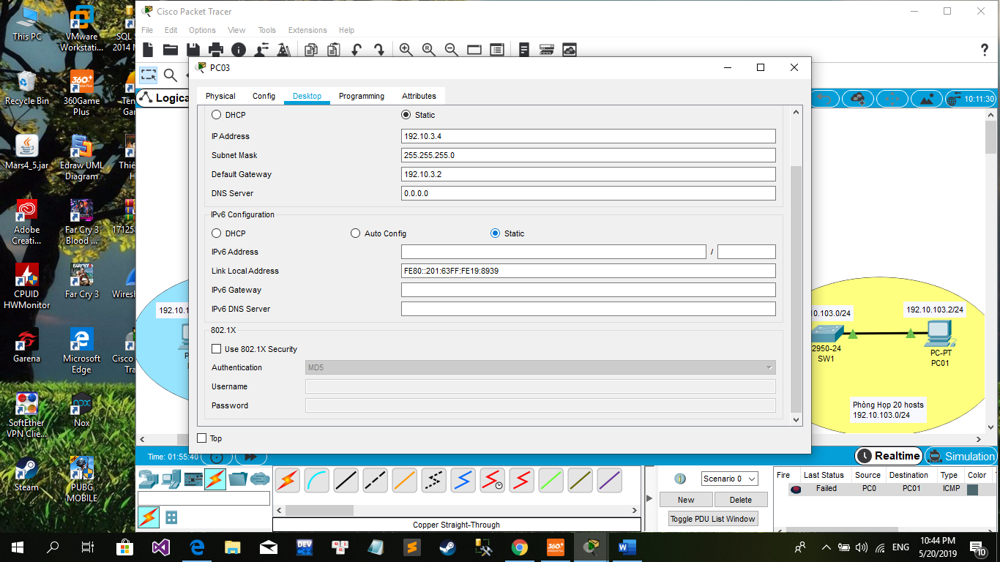 This PC
VMware Workstati...
SQL S
2014 M
Recycle Bin
360Game Plus
Ten
Gar
Mars4_5.jar
Edraw UML Diagram
Thiê
H
Adobe Creati...
Far Cry 3 Blood ...
17125
CPUID HWMonitor
Far Cry 3
Wiresh
Garena
Microsoft Edge
Cisco
Tra
SoftEther VPN Clie...
Nox
Steam
PUBG MOBILE
Cisco Packet Tracer
File Edit Options View Tools Extensions Help
Logica
10:11:30
PC03
Physical Config Desktop Programming Attributes
DHCP Static
IP Address 192.10.3.4
Subnet Mask 255.255.255.0
Default Gateway 192.10.3.2
DNS Server 0.0.0.0
IPv6 Configuration
DHCP Auto Config Static
IPv6 Address /
Link Local Address FE80::201:63FF:FE19:8939
IPv6 Gateway
IPv6 DNS Server
802.1X
Use 802.1X Security
Authentication MD5
Username
Password
Top
192.10.1
P
10.103.0/24
192.10.103.2/24
2950-24
SW1
PC-PT
PC01
Phòng Họp 20 hosts
192.10.103.0/24
Time: 01:55:40
Realtime Simulation
Scenario 0
New Delete
Toggle PDU List Window
Fire Last Status Source Destination Type Color
Failed PC0 PC01 ICMP
Copper Straight-Through
ENG
10:44 PM
5/20/2019
10